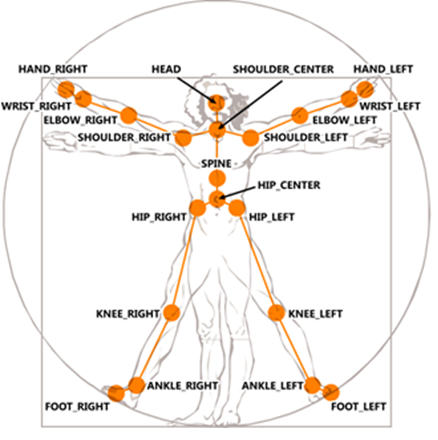 HAND_RIGHT
HEAD
SHOULDER_CENTER
HAND_LEFT
WRIST_RIGHT
WRIST_LEFT
ELBOW_RIGHT
ELBOW_LEFT
SHOULDER_RIGHT
SHOULDER_LEFT
SPINE
HIP_CENTER
HIP_RIGHT
HIP_LEFT
KNEE_RIGHT
KNEE_LEFT
ANKLE_RIGHT
ANKLE_LEFT
FOOT_RIGHT
FOOT_LEFT